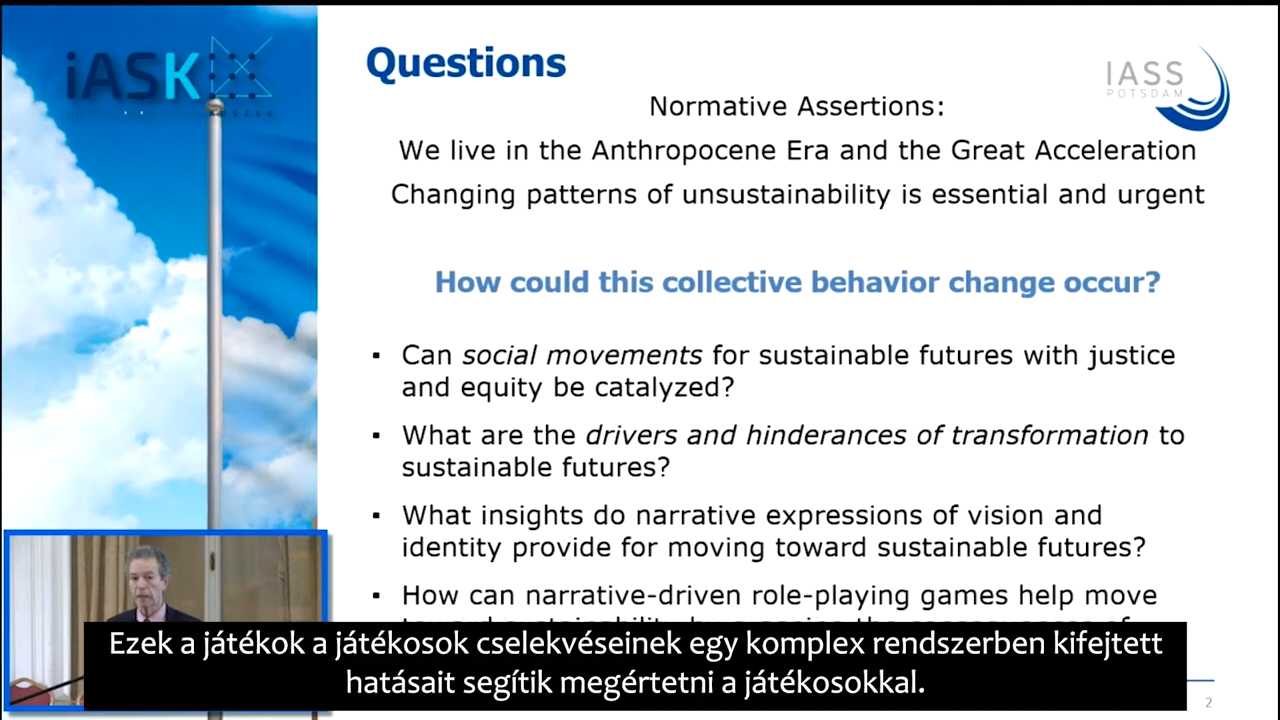 iASK
KŐSZEG
Questions
IASS
POTSDAM
Normative Assertions:
We live in the Anthropocene Era and the Great Acceleration
Changing patterns of unsustainability is essential and urgent
How could this collective behavior change occur?
▪ Can social movements for sustainable futures with justice
and equity be catalyzed?
▪ What are the drivers and hinderances of transformation to
sustainable futures?
▪ What insights do narrative expressions of vision and
identity provide for moving toward sustainable futures?
▪ How can narrative-driven role-playing games help move
Ezek a játékok a játékosok cselekvéseinek egy komplex rendszerben kifejtett
hatásait segítik megértetni a játékosokkal.
2